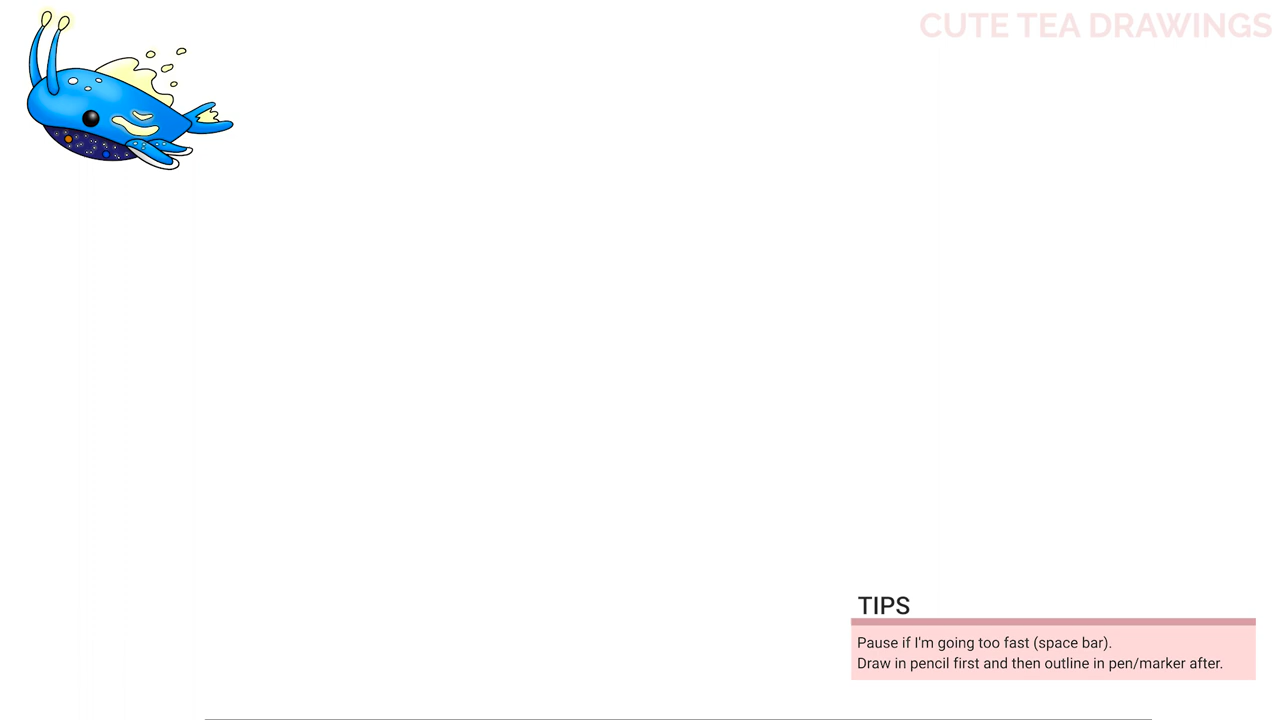 CUTE TEA DRAWINGS
TIPS
Pause if I'm going too fast (space bar).
Draw in pencil first and then outline in pen/marker after.